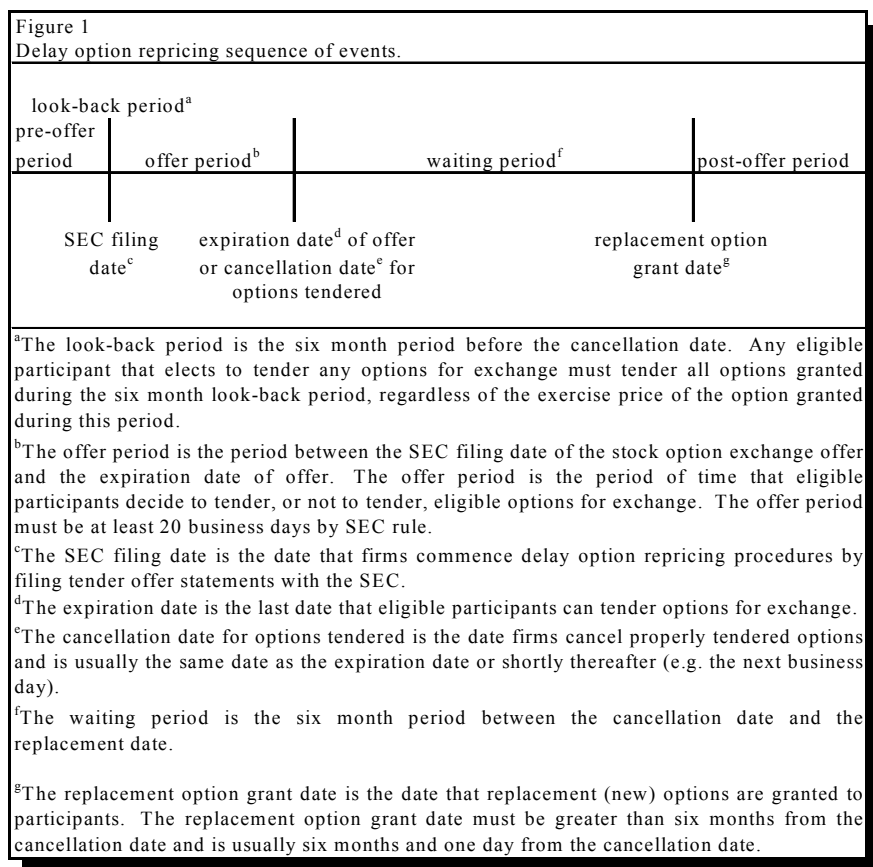 Figure 1
Delay option repricing sequence of events.
look-back periodᵃ
pre-offer
period
offer periodᵇ
waiting periodᶠ
post-offer period
SEC filing
dateᶜ
expiration dateᵈ of offer
or cancellation dateᵉ for
options tendered
replacement option
grant dateᵍ
ᵃThe look-back period is the six month period before the cancellation date. Any eligible
participant that elects to tender any options for exchange must tender all options granted
during the six month look-back period, regardless of the exercise price of the option granted
during this period.
ᵇThe offer period is the period between the SEC filing date of the stock option exchange offer
and the expiration date of offer. The offer period is the period of time that eligible
participants decide to tender, or not to tender, eligible options for exchange. The offer period
must be at least 20 business days by SEC rule.
ᶜThe SEC filing date is the date that firms commence delay option repricing procedures by
filing tender offer statements with the SEC.
ᵈThe expiration date is the last date that eligible participants can tender options for exchange.
ᵉThe cancellation date for options tendered is the date firms cancel properly tendered options
and is usually the same date as the expiration date or shortly thereafter (e.g. the next business
day).
ᶠThe waiting period is the six month period between the cancellation date and the
replacement date.
ᵍThe replacement option grant date is the date that replacement (new) options are granted to
participants. The replacement option grant date must be greater than six months from the
cancellation date and is usually six months and one day from the cancellation date.